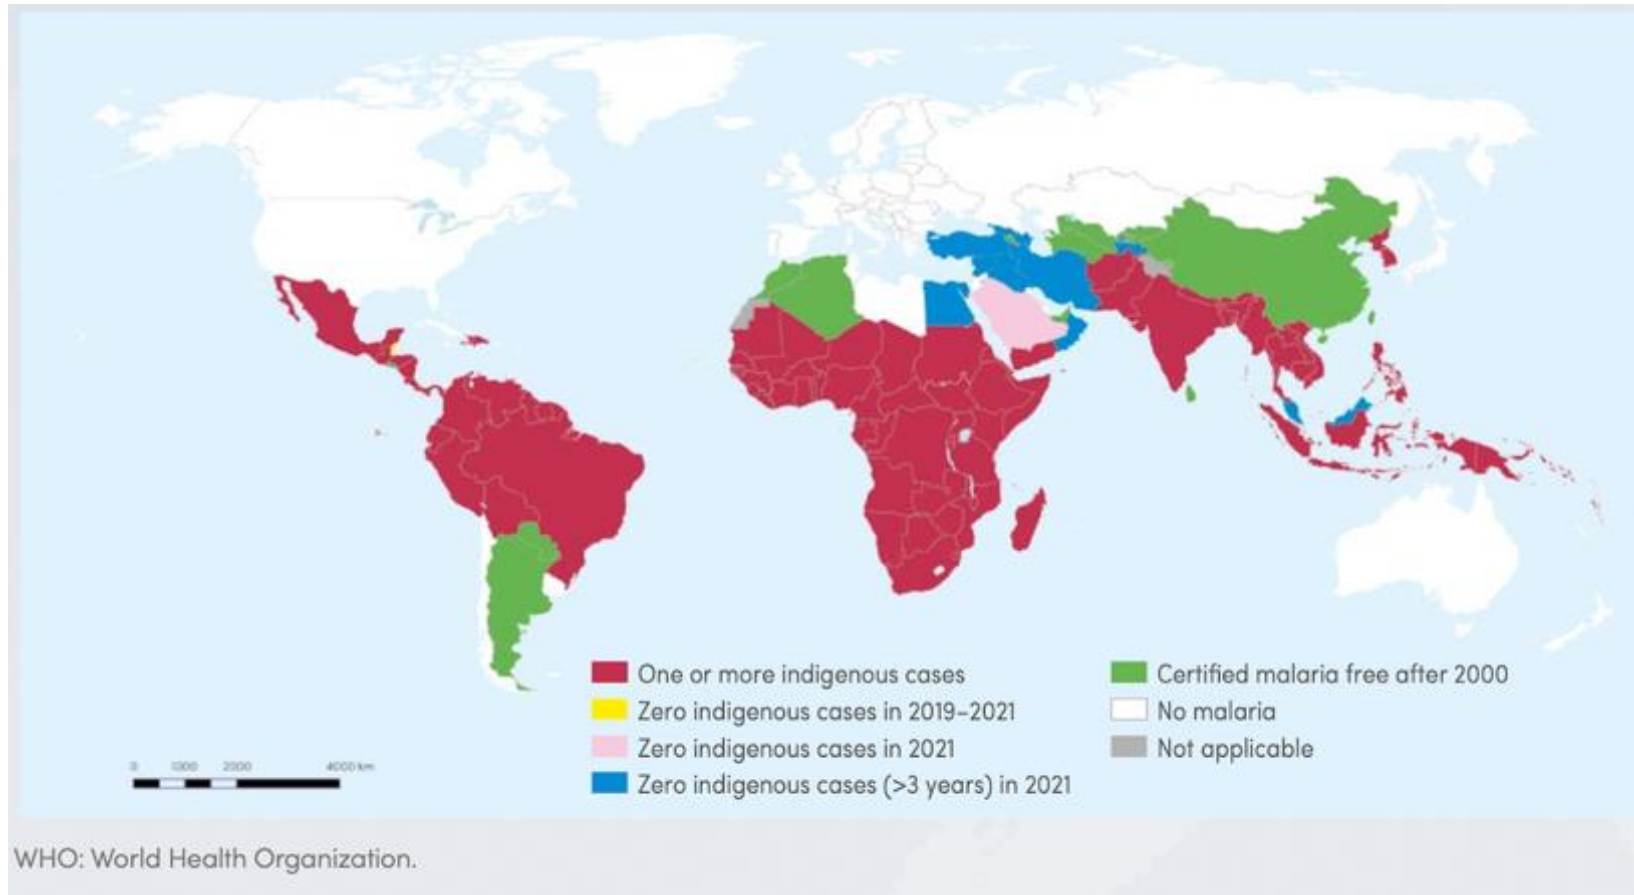 One or more indigenous cases
Zero indigenous cases in 2019–2021
Zero indigenous cases in 2021
Zero indigenous cases (>3 years) in 2021
Certified malaria free after 2000
No malaria
Not applicable
0 1000 2000 4000 km
WHO: World Health Organization.